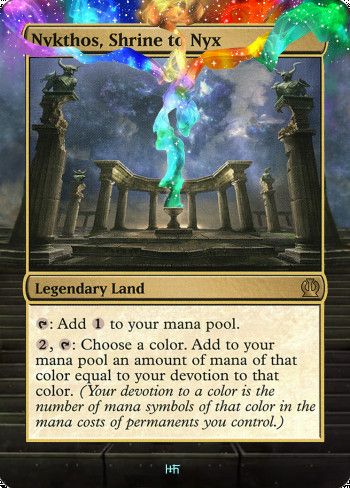 Nykthos, Shrine to Nyx
Legendary Land
: Add 1 to your mana pool.
2, : Choose a color. Add to your
mana pool an amount of mana of that
color equal to your devotion to that
color. (Your devotion to a color is the
number of mana symbols of that color in the
mana costs of permanents you control.)